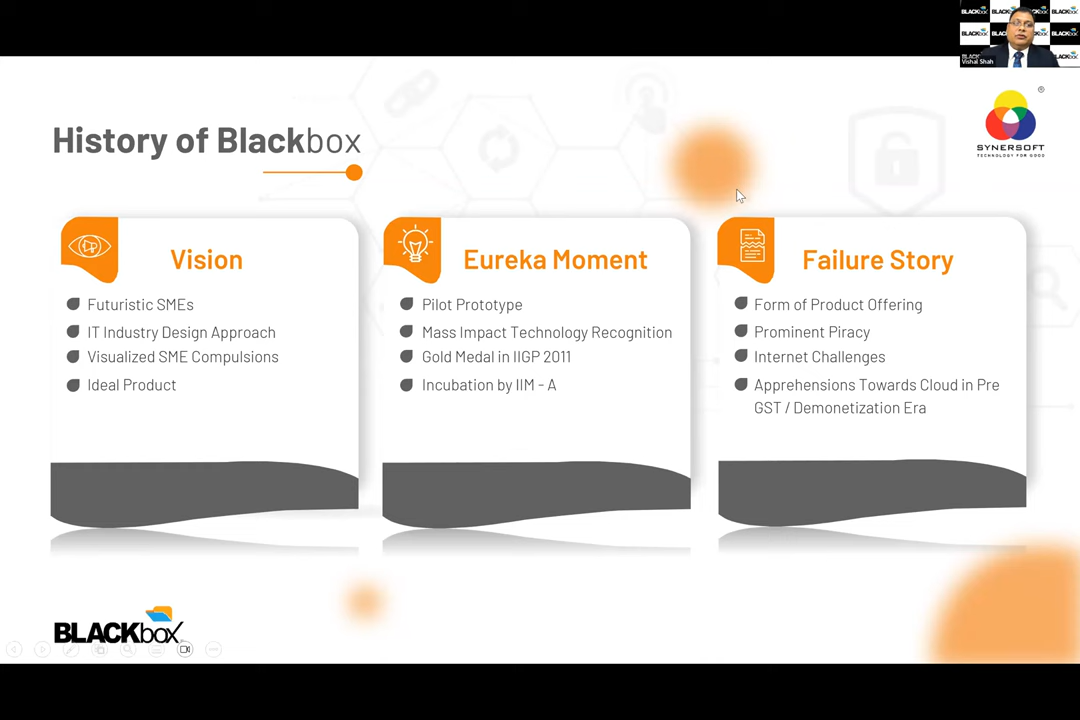 BLACKbox
BLACKbox
Vishal Shah
SYNERSOFT
TECHNOLOGY FOR GOOD
®
History of Blackbox
Vision
Futuristic SMEs
IT Industry Design Approach
Visualized SME Compulsions
Ideal Product
Eureka Moment
Pilot Prototype
Mass Impact Technology Recognition
Gold Medal in IIGP 2011
Incubation by IIM - A
Failure Story
Form of Product Offering
Prominent Piracy
Internet Challenges
Apprehensions Towards Cloud in Pre
GST / Demonetization Era
BLACKbox